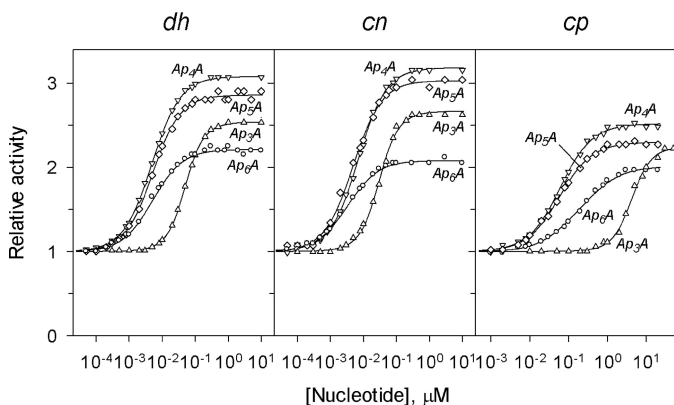 dh cn cp
Relative activity
3
2
1
0
Ap₄A
Ap₅A
Ap₃A
Ap₆A
Ap₄A
Ap₅A
Ap₃A
Ap₆A
Ap₄A
Ap₅A
Ap₆A
Ap₃A
10⁻⁴ 10⁻³ 10⁻² 10⁻¹ 10⁰ 10¹ 10⁻⁴ 10⁻³ 10⁻² 10⁻¹ 10⁰ 10¹ 10⁻³ 10⁻² 10⁻¹ 10⁰ 10¹
[Nucleotide], μM